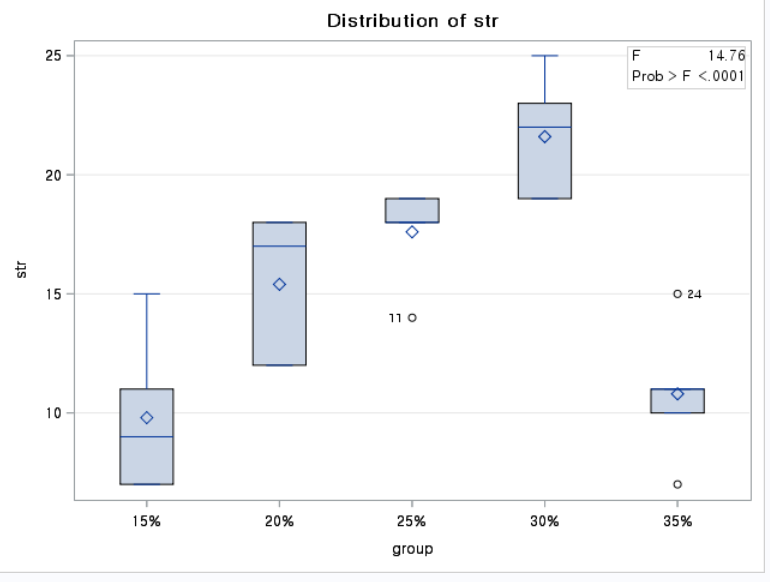 Distribution of str
F 14.76
Prob > F <.0001
25
20
15
10
str
11
24
15%
20%
25%
30%
35%
group